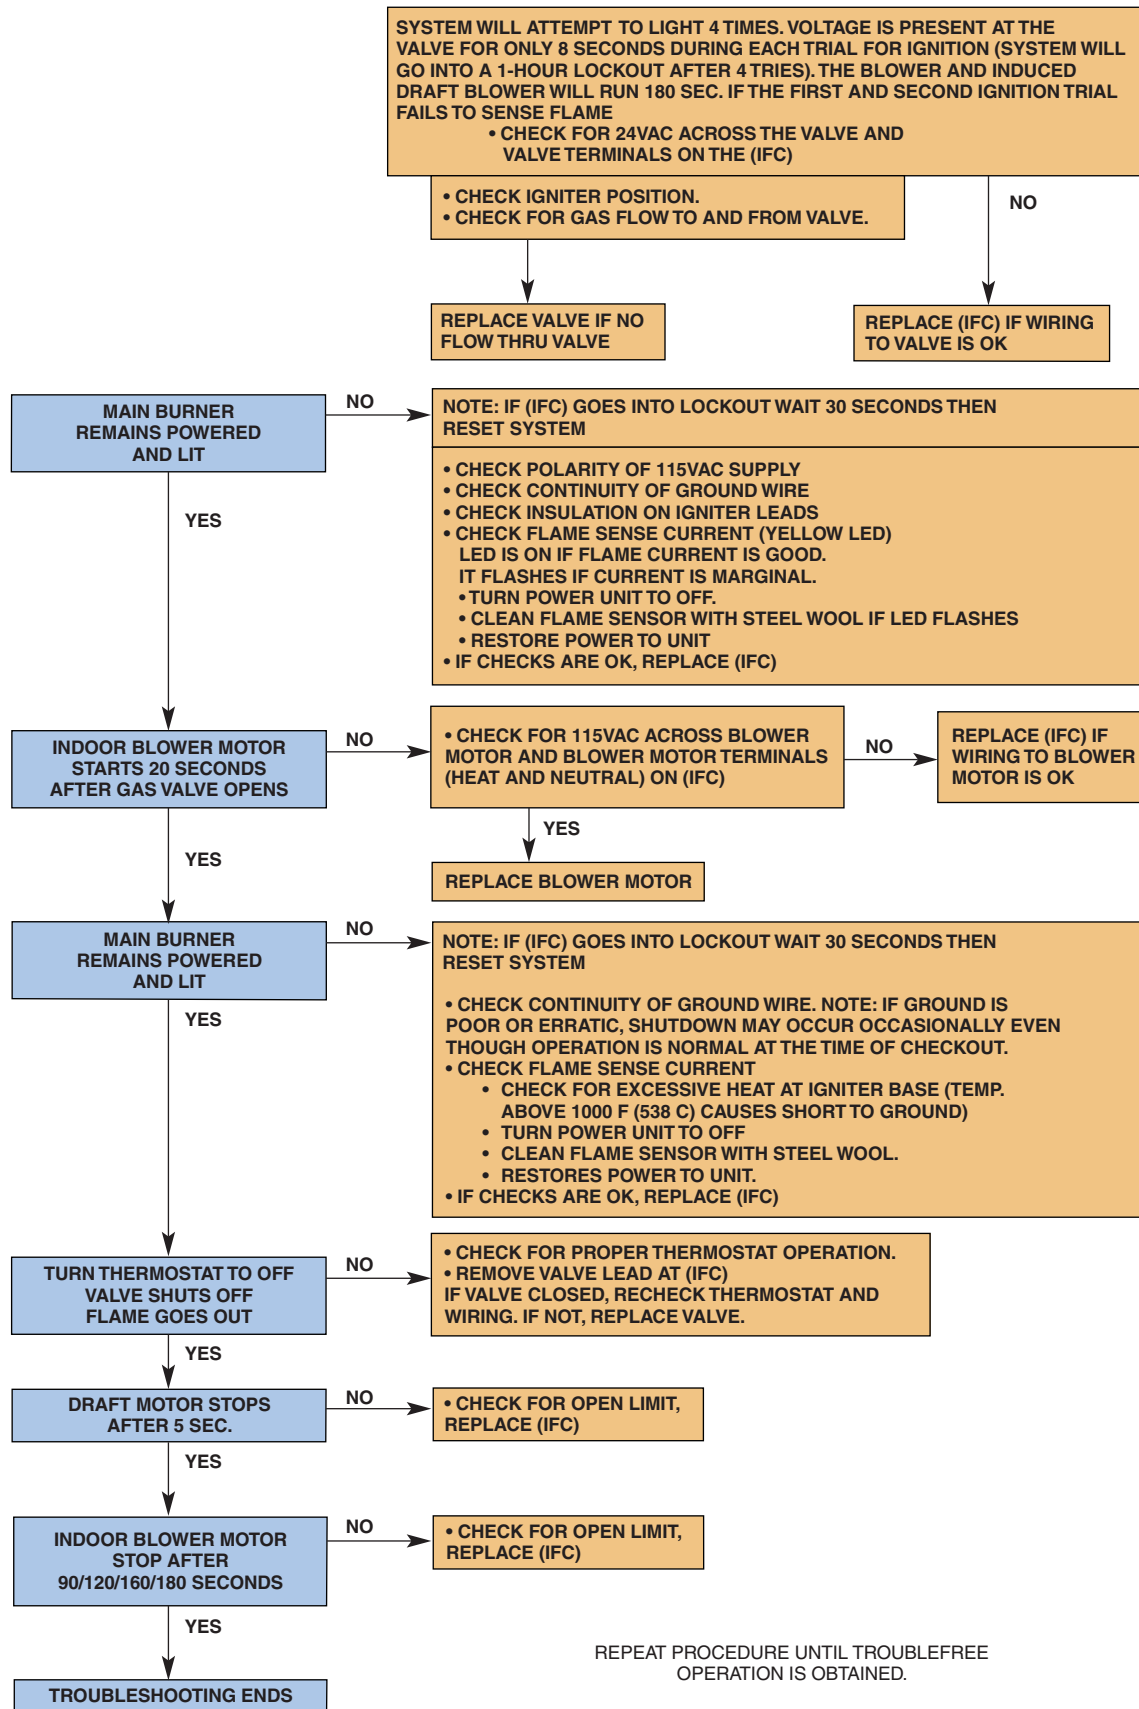 SYSTEM WILL ATTEMPT TO LIGHT 4 TIMES. VOLTAGE IS PRESENT AT THE
VALVE FOR ONLY 8 SECONDS DURING EACH TRIAL FOR IGNITION (SYSTEM WILL
GO INTO A 1-HOUR LOCKOUT AFTER 4 TRIES). THE BLOWER AND INDUCED
DRAFT BLOWER WILL RUN 180 SEC. IF THE FIRST AND SECOND IGNITION TRIAL
FAILS TO SENSE FLAME
• CHECK FOR 24VAC ACROSS THE VALVE AND
VALVE TERMINALS ON THE (IFC)
• CHECK IGNITER POSITION.
• CHECK FOR GAS FLOW TO AND FROM VALVE.
NO
REPLACE VALVE IF NO
FLOW THRU VALVE
REPLACE (IFC) IF WIRING
TO VALVE IS OK
MAIN BURNER
REMAINS POWERED
AND LIT
NO
NOTE: IF (IFC) GOES INTO LOCKOUT WAIT 30 SECONDS THEN
RESET SYSTEM
• CHECK POLARITY OF 115VAC SUPPLY
• CHECK CONTINUITY OF GROUND WIRE
• CHECK INSULATION ON IGNITER LEADS
• CHECK FLAME SENSE CURRENT (YELLOW LED)
LED IS ON IF FLAME CURRENT IS GOOD.
IT FLASHES IF CURRENT IS MARGINAL.
• TURN POWER UNIT TO OFF.
• CLEAN FLAME SENSOR WITH STEEL WOOL IF LED FLASHES
• RESTORE POWER TO UNIT
• IF CHECKS ARE OK, REPLACE (IFC)
YES
INDOOR BLOWER MOTOR
STARTS 20 SECONDS
AFTER GAS VALVE OPENS
NO
• CHECK FOR 115VAC ACROSS BLOWER
MOTOR AND BLOWER MOTOR TERMINALS
(HEAT AND NEUTRAL) ON (IFC)
NO
REPLACE (IFC) IF
WIRING TO BLOWER
MOTOR IS OK
YES
REPLACE BLOWER MOTOR
YES
MAIN BURNER
REMAINS POWERED
AND LIT
NO
NOTE: IF (IFC) GOES INTO LOCKOUT WAIT 30 SECONDS THEN
RESET SYSTEM
• CHECK CONTINUITY OF GROUND WIRE. NOTE: IF GROUND IS
POOR OR ERRATIC, SHUTDOWN MAY OCCUR OCCASIONALLY EVEN
THOUGH OPERATION IS NORMAL AT THE TIME OF CHECKOUT.
• CHECK FLAME SENSE CURRENT
• CHECK FOR EXCESSIVE HEAT AT IGNITER BASE (TEMP.
ABOVE 1000 F (538 C) CAUSES SHORT TO GROUND)
• TURN POWER UNIT TO OFF
• CLEAN FLAME SENSOR WITH STEEL WOOL.
• RESTORES POWER TO UNIT.
• IF CHECKS ARE OK, REPLACE (IFC)
YES
TURN THERMOSTAT TO OFF
VALVE SHUTS OFF
FLAME GOES OUT
NO
• CHECK FOR PROPER THERMOSTAT OPERATION.
• REMOVE VALVE LEAD AT (IFC)
IF VALVE CLOSED, RECHECK THERMOSTAT AND
WIRING. IF NOT, REPLACE VALVE.
YES
DRAFT MOTOR STOPS
AFTER 5 SEC.
NO
• CHECK FOR OPEN LIMIT,
REPLACE (IFC)
YES
INDOOR BLOWER MOTOR
STOP AFTER
90/120/160/180 SECONDS
NO
• CHECK FOR OPEN LIMIT,
REPLACE (IFC)
YES
TROUBLESHOOTING ENDS
REPEAT PROCEDURE UNTIL TROUBLEFREE
OPERATION IS OBTAINED.